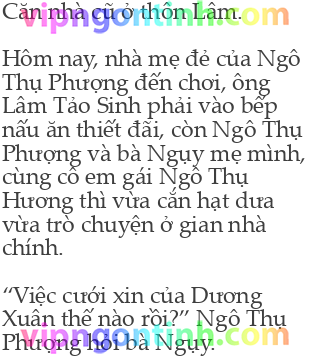 Căn nhà cũ ở thôn Lâm.
Hôm nay, nhà mẹ đẻ của Ngô
Thụ Phượng đến chơi, ông
Lâm Tảo Sinh phải vào bếp
nấu ăn thiết đãi, còn Ngô Thụ
Phượng và bà Ngụy mẹ mình,
cùng cô em gái Ngô Thụ
Hương thì vừa cắn hạt dưa
vừa trò chuyện ở gian nhà
chính.
“Việc cưới xin của Dương
Xuân thế nào rồi?” Ngô Thụ
Phượng hỏi bà Ngụy.
vipngontinh.com
vipngontinh.com